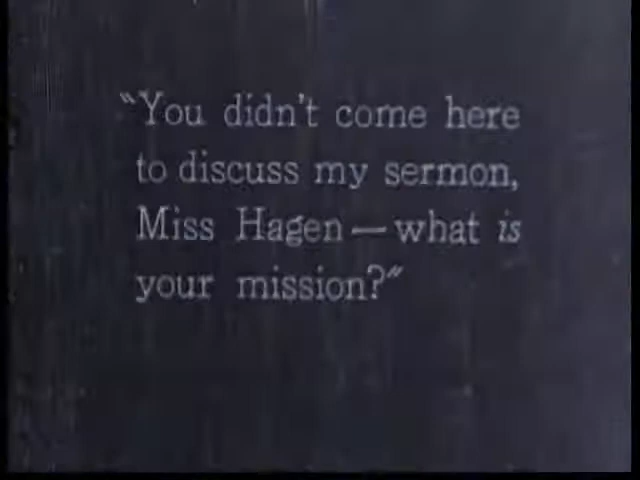 “You didn't come here
to discuss my sermon,
Miss Hagen—what is
your mission?”